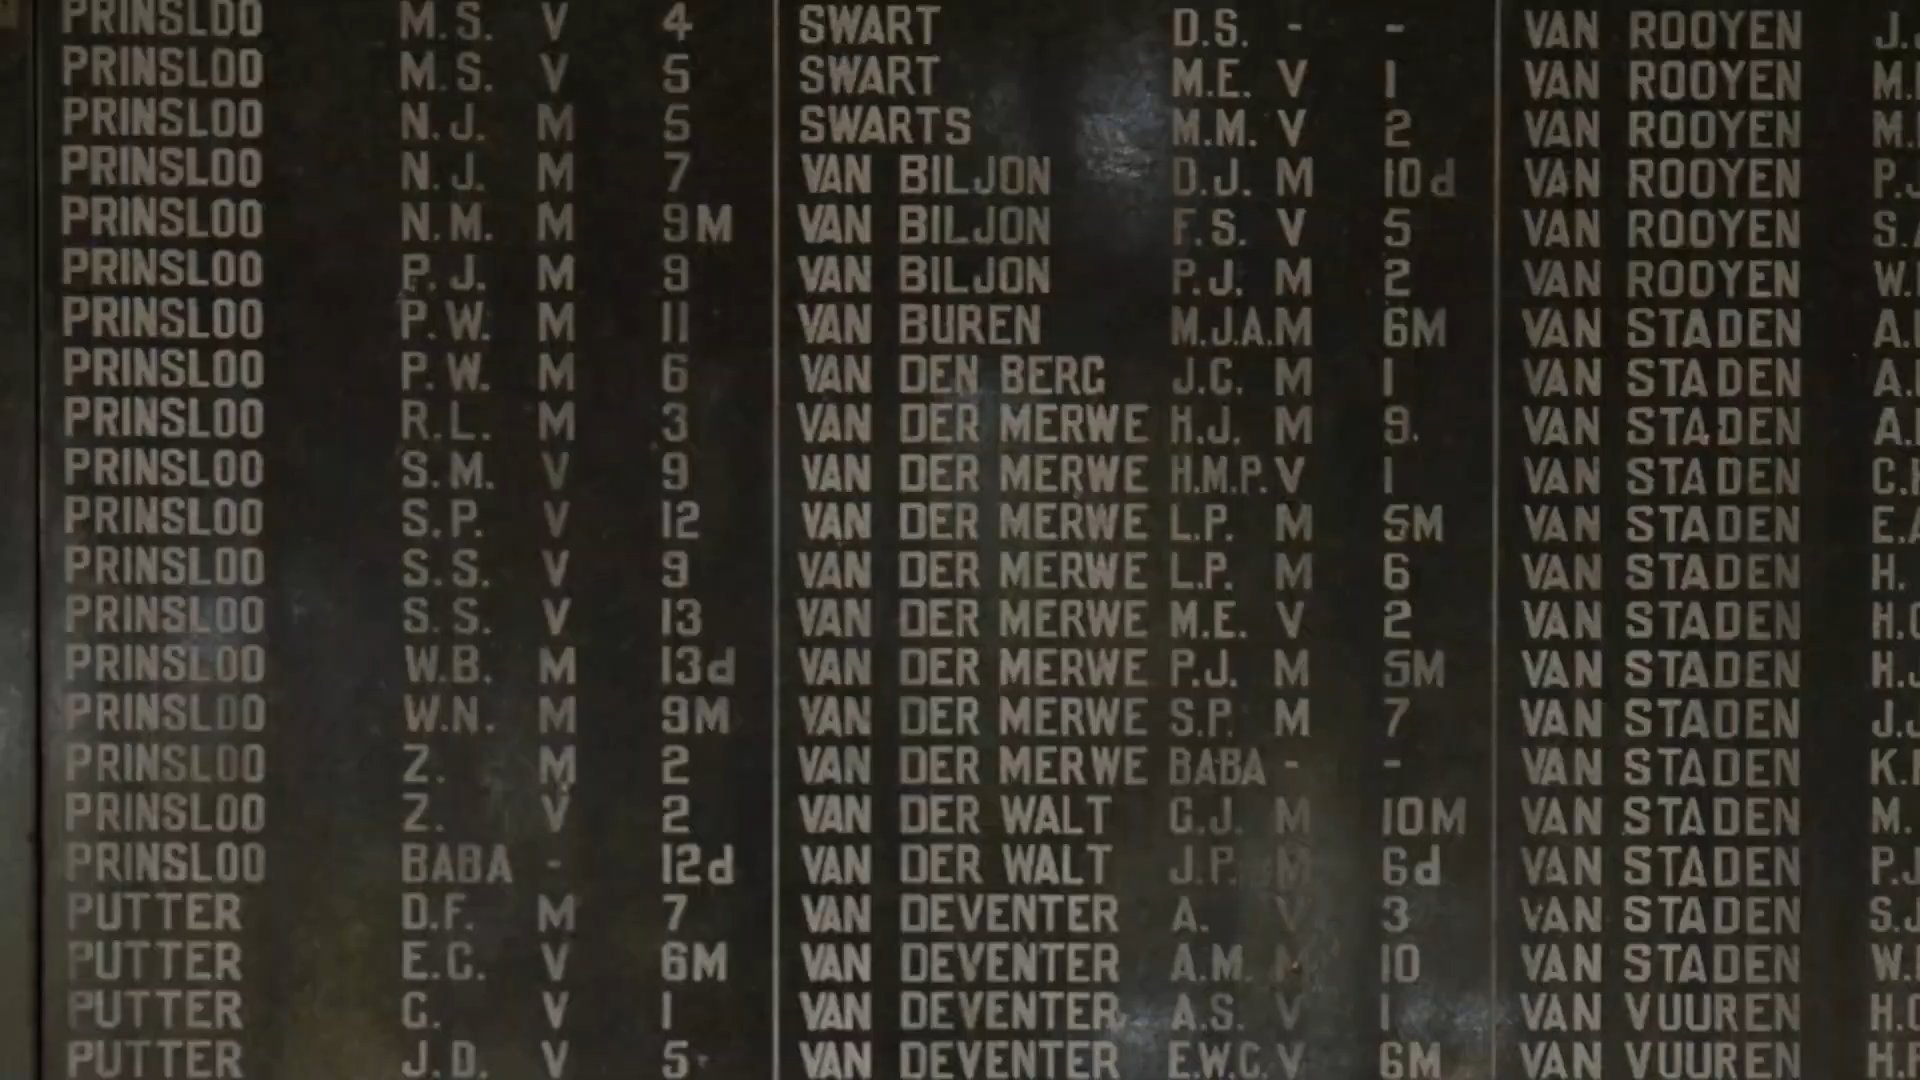 PRINSLOO M.S. V 4
PRINSLOO M.S. V 5
PRINSLOO N.J. M 5
PRINSLOO N.J. M 7
PRINSLOO N.M. M 9M
PRINSLOO P.J. M 9
PRINSLOO P.W. M 11
PRINSLOO P.W. M 6
PRINSLOO R.L. M 3
PRINSLOO S.M. V 9
PRINSLOO S.P. V 12
PRINSLOO S.S. V 9
PRINSLOO S.S. V 13
PRINSLOO W.B. M 13d
PRINSLOO W.N. M 9M
PRINSLOO Z. M 2
PRINSLOO Z. V 2
PRINSLOO BABA - 12d
PUTTER D.F. M 7
PUTTER E.C. V 6M
PUTTER G. V 1
PUTTER J.D. V 5
SWART D.S. - -
SWART M.E. V 1
SWARTS M.M. V 2
VAN BILJON D.J. M 10d
VAN BILJON F.S. V 5
VAN BILJON P.J. M 2
VAN BUREN M.J.A. M 6M
VAN DEN BERG J.C. M 1
VAN DER MERWE H.J. M 9.
VAN DER MERWE H.M.P. V 1
VAN DER MERWE L.P. M 5M
VAN DER MERWE L.P. M 6
VAN DER MERWE M.E. V 2
VAN DER MERWE P.J. M 5M
VAN DER MERWE S.P. M 7
VAN DER MERWE BABA - -
VAN DER WALT G.J. M 10M
VAN DER WALT J.P. M 6d
VAN DEVENTER A. V 3
VAN DEVENTER A.M. M 10
VAN DEVENTER A.S. V 1
VAN DEVENTER E.W.C. V 6M
VAN ROOYEN J.
VAN ROOYEN M.
VAN ROOYEN M.
VAN ROOYEN P.
VAN ROOYEN S.
VAN ROOYEN W.
VAN STADEN A.
VAN STADEN A.
VAN STADEN A.
VAN STADEN C.
VAN STADEN E.
VAN STADEN H.
VAN STADEN H.
VAN STADEN H.
VAN STADEN J.
VAN STADEN K.
VAN STADEN M.
VAN STADEN P.
VAN STADEN S.
VAN STADEN W.
VAN VUUREN H.
VAN VUUREN H.